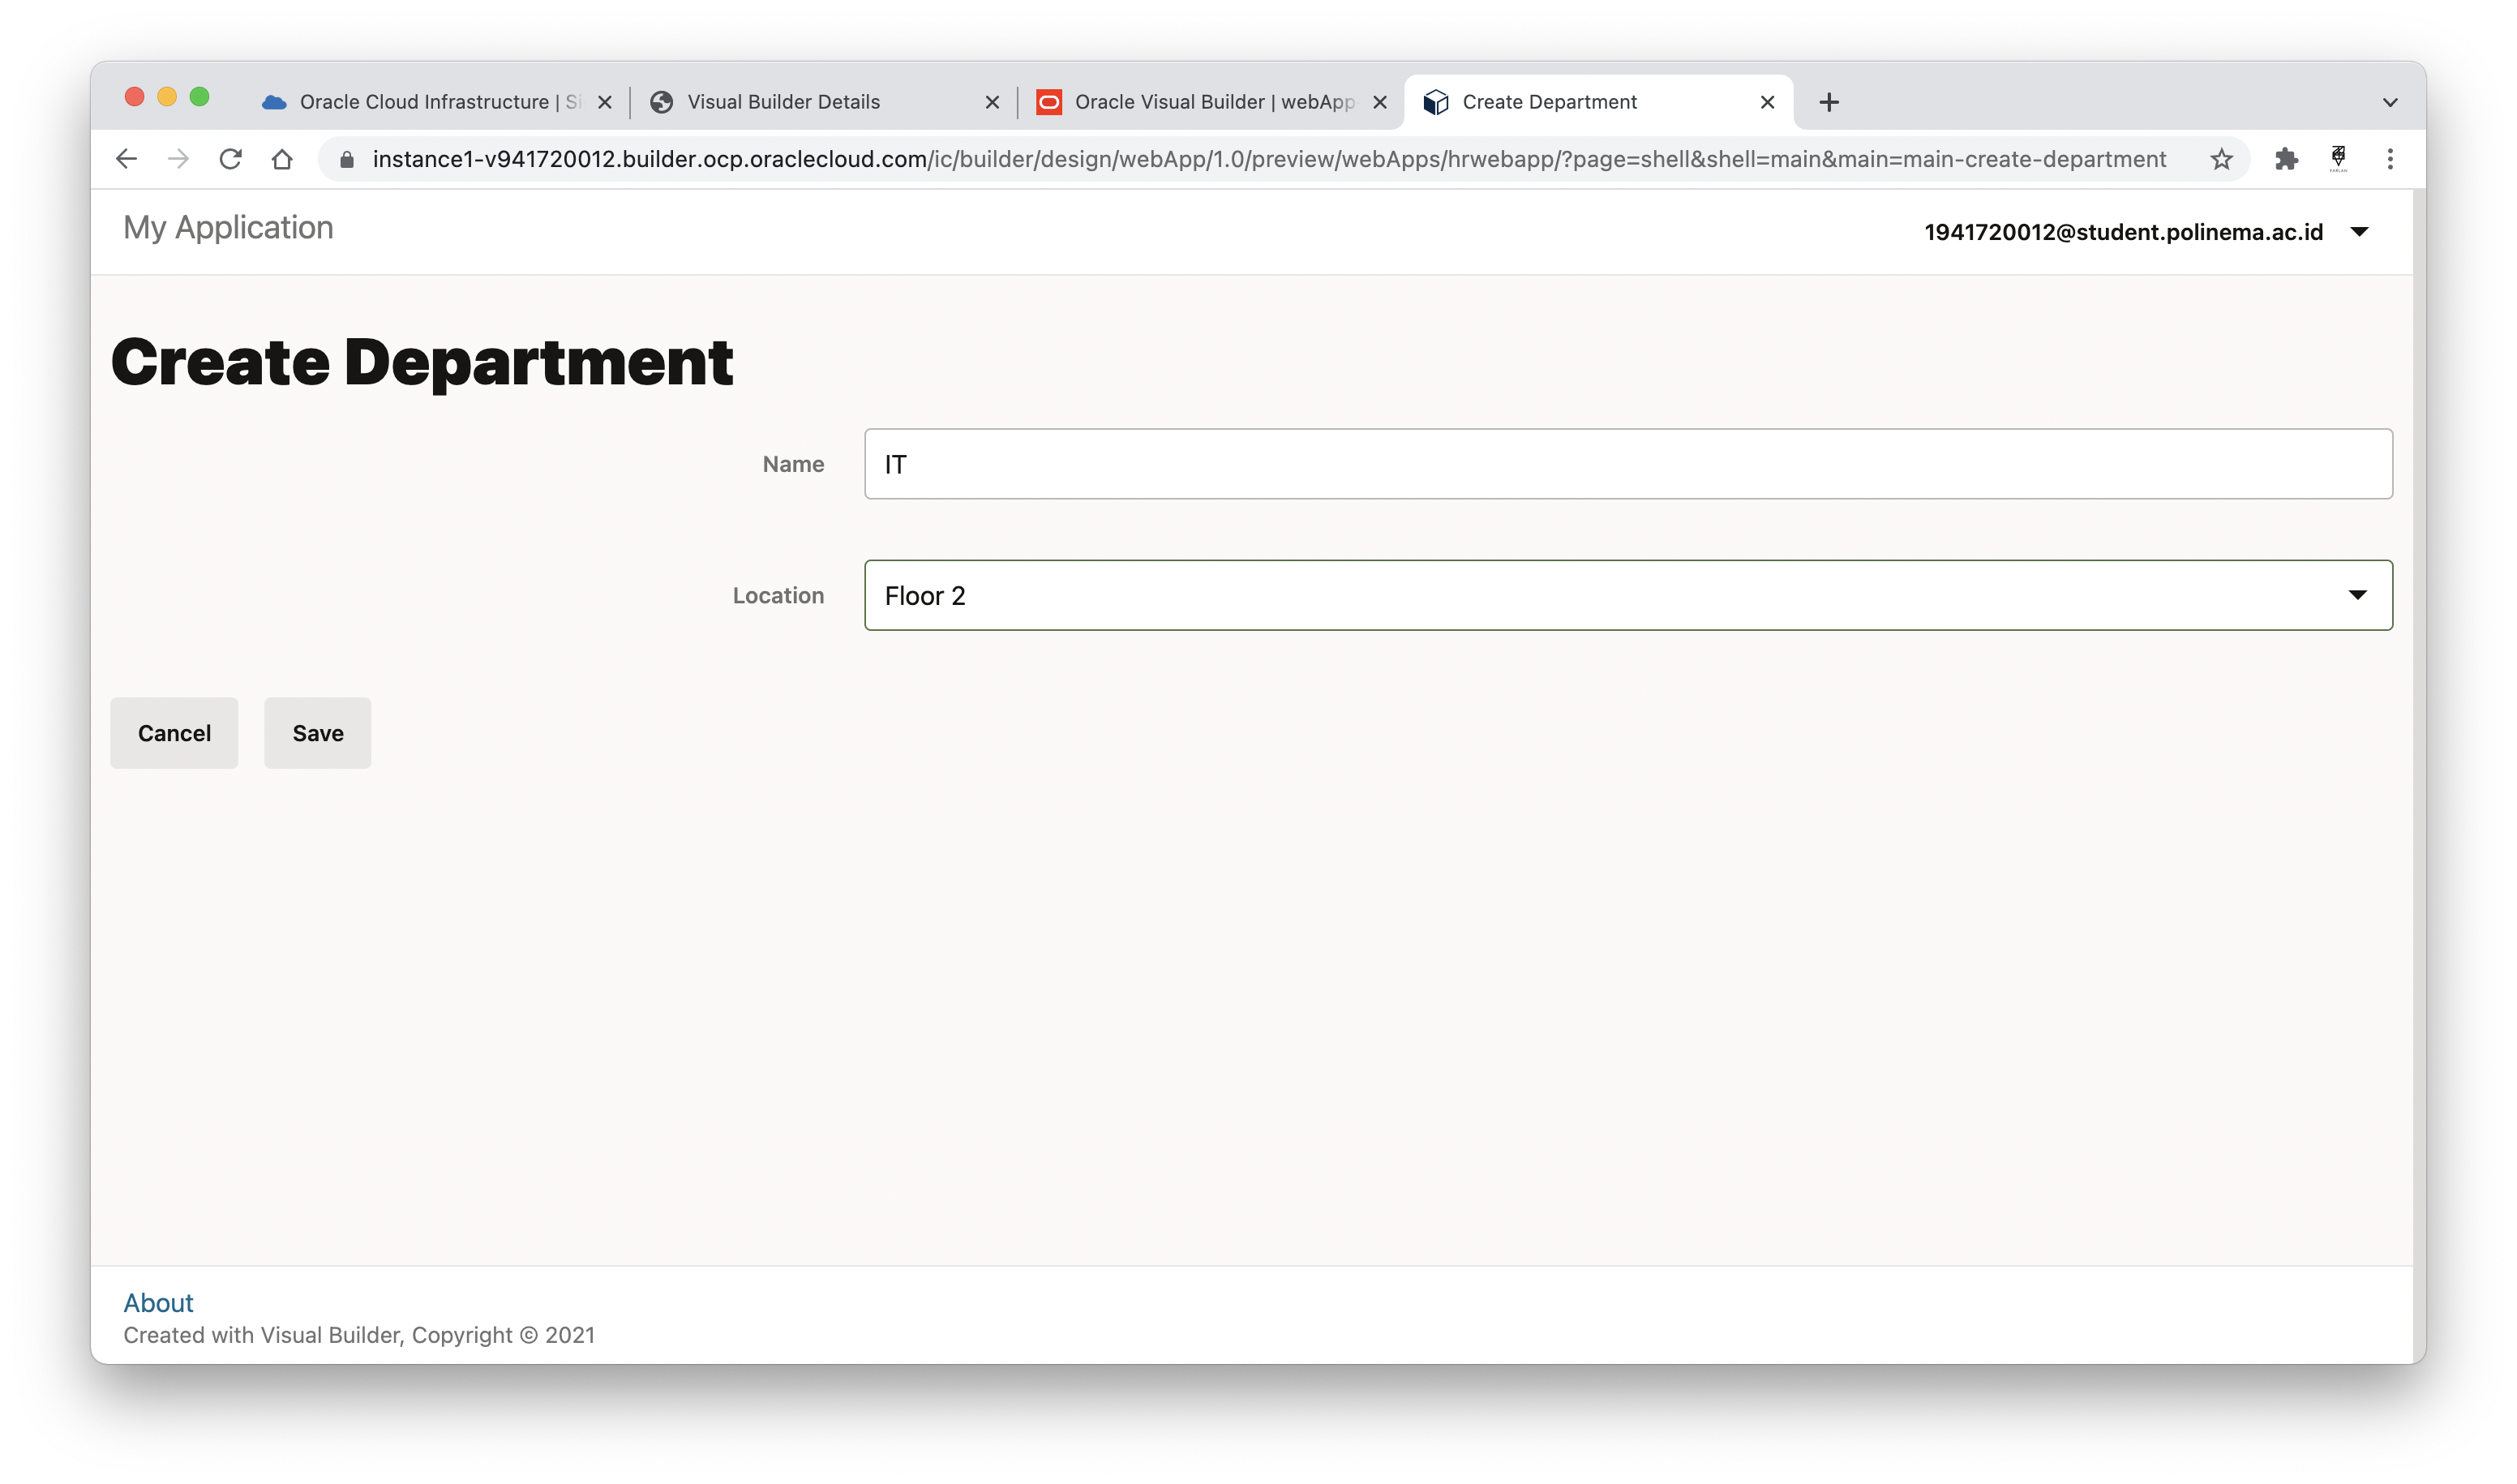 Oracle Cloud Infrastructure | Si
Visual Builder Details
Oracle Visual Builder | webApp
Create Department
instance1-v941720012.builder.ocp.oraclecloud.com/ic/builder/design/webApp/1.0/preview/webApps/hrwebapp/?page=shell&shell=main&main=main-create-department
My Application
1941720012@student.polinema.ac.id
Create Department
Name
IT
Location
Floor 2
Cancel
Save
About
Created with Visual Builder, Copyright © 2021